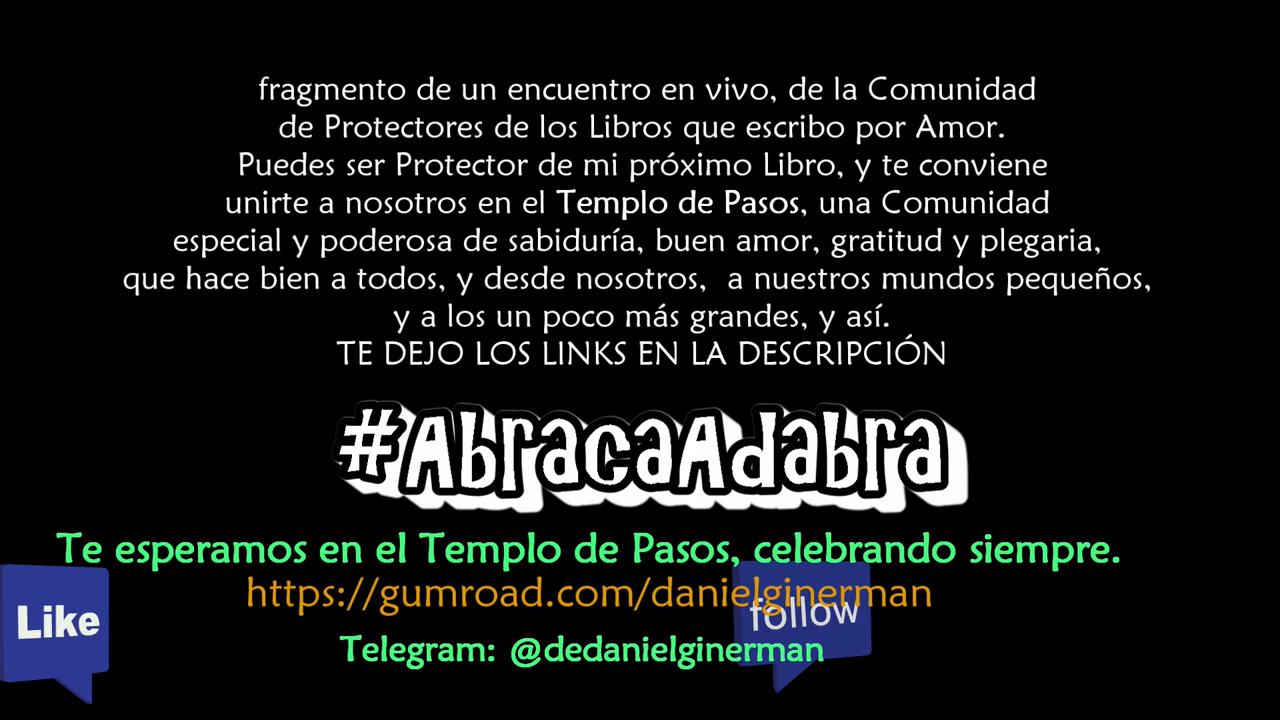 fragmento de un encuentro en vivo, de la Comunidad
de Protectores de los Libros que escribo por Amor.
Puedes ser Protector de mi próximo Libro, y te conviene
unirte a nosotros en el Templo de Pasos, una Comunidad
especial y poderosa de sabiduría, buen amor, gratitud y plegaria,
que hace bien a todos, y desde nosotros, a nuestros mundos pequeños,
y a los un poco más grandes, y así.
TE DEJO LOS LINKS EN LA DESCRIPCIÓN
#AbracaAdabra
Te esperamos en el Templo de Pasos, celebrando siempre.
https://gumroad.com/danielginerman
Like
follow
Telegram: @dedanielginerman